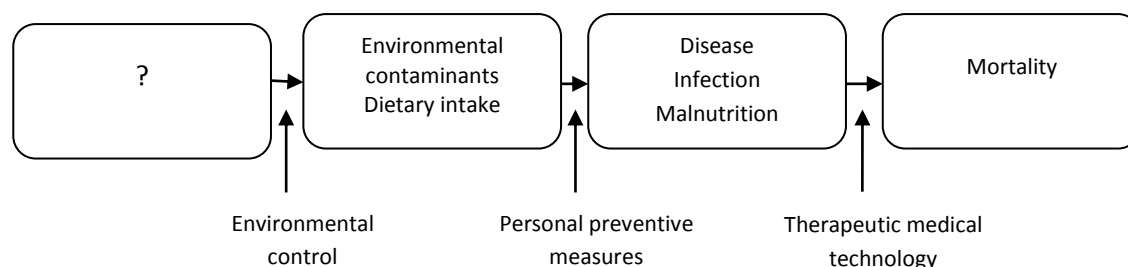 ?
Environmental
contaminants
Dietary intake
Disease
Infection
Malnutrition
Mortality
Environmental
control
Personal preventive
measures
Therapeutic medical
technology